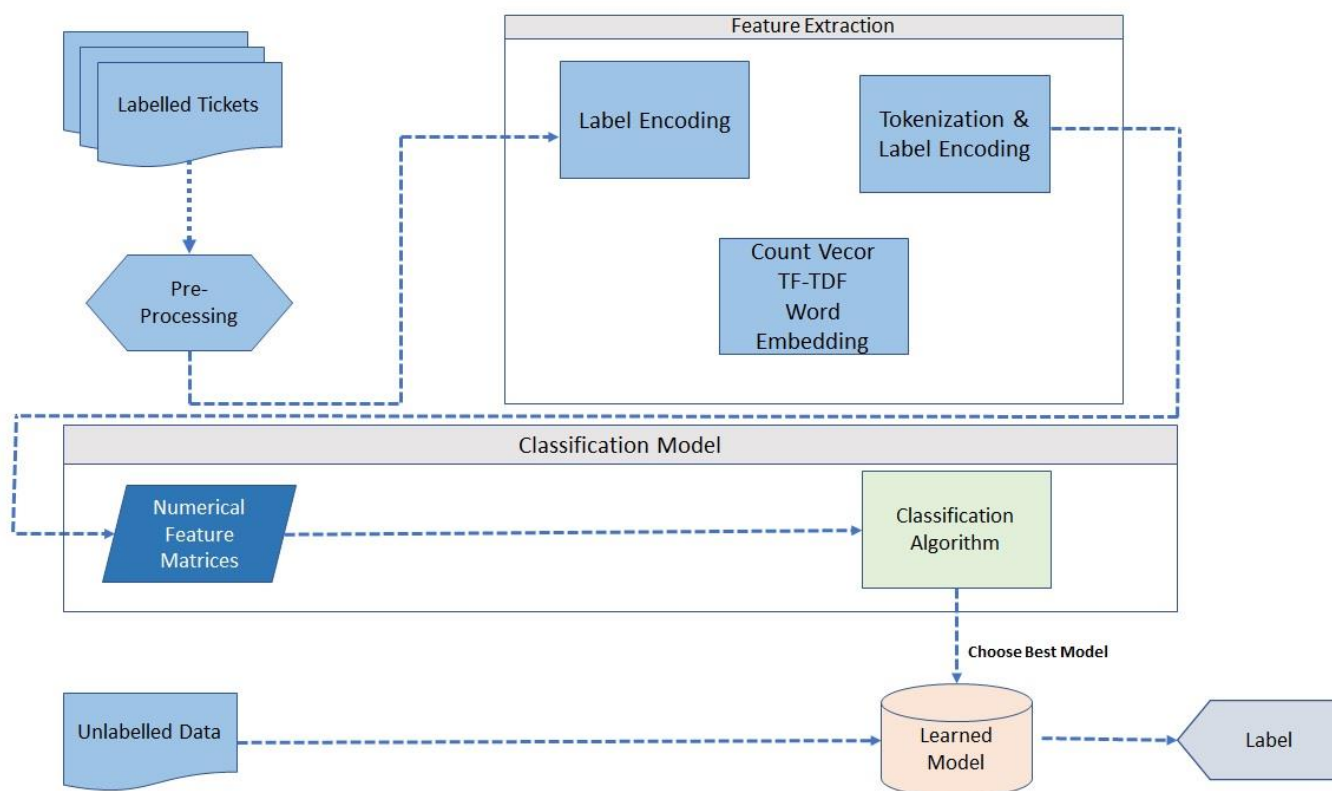 Feature Extraction
Labelled Tickets
Label Encoding
Tokenization &
Label Encoding
Pre-
Processing
Count Vecor
TF-TDF
Word
Embedding
Classification Model
Numerical
Feature
Matrices
Classification
Algorithm
Choose Best Model
Unlabelled Data
Learned
Model
Label